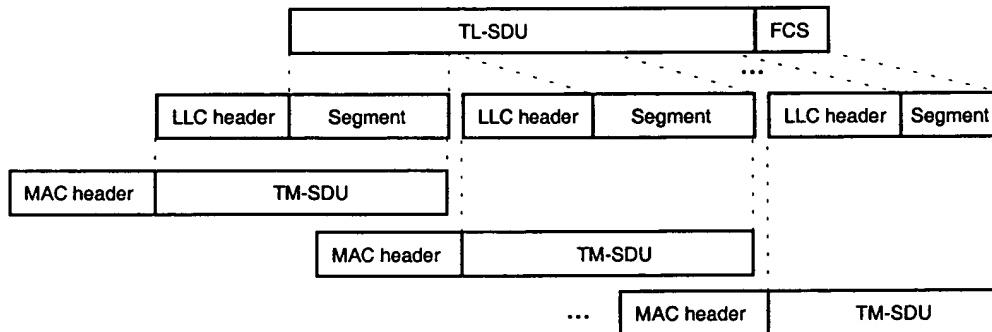 TL-SDU FCS
...
LLC header Segment LLC header Segment LLC header Segment
MAC header TM-SDU
MAC header TM-SDU
... MAC header TM-SDU